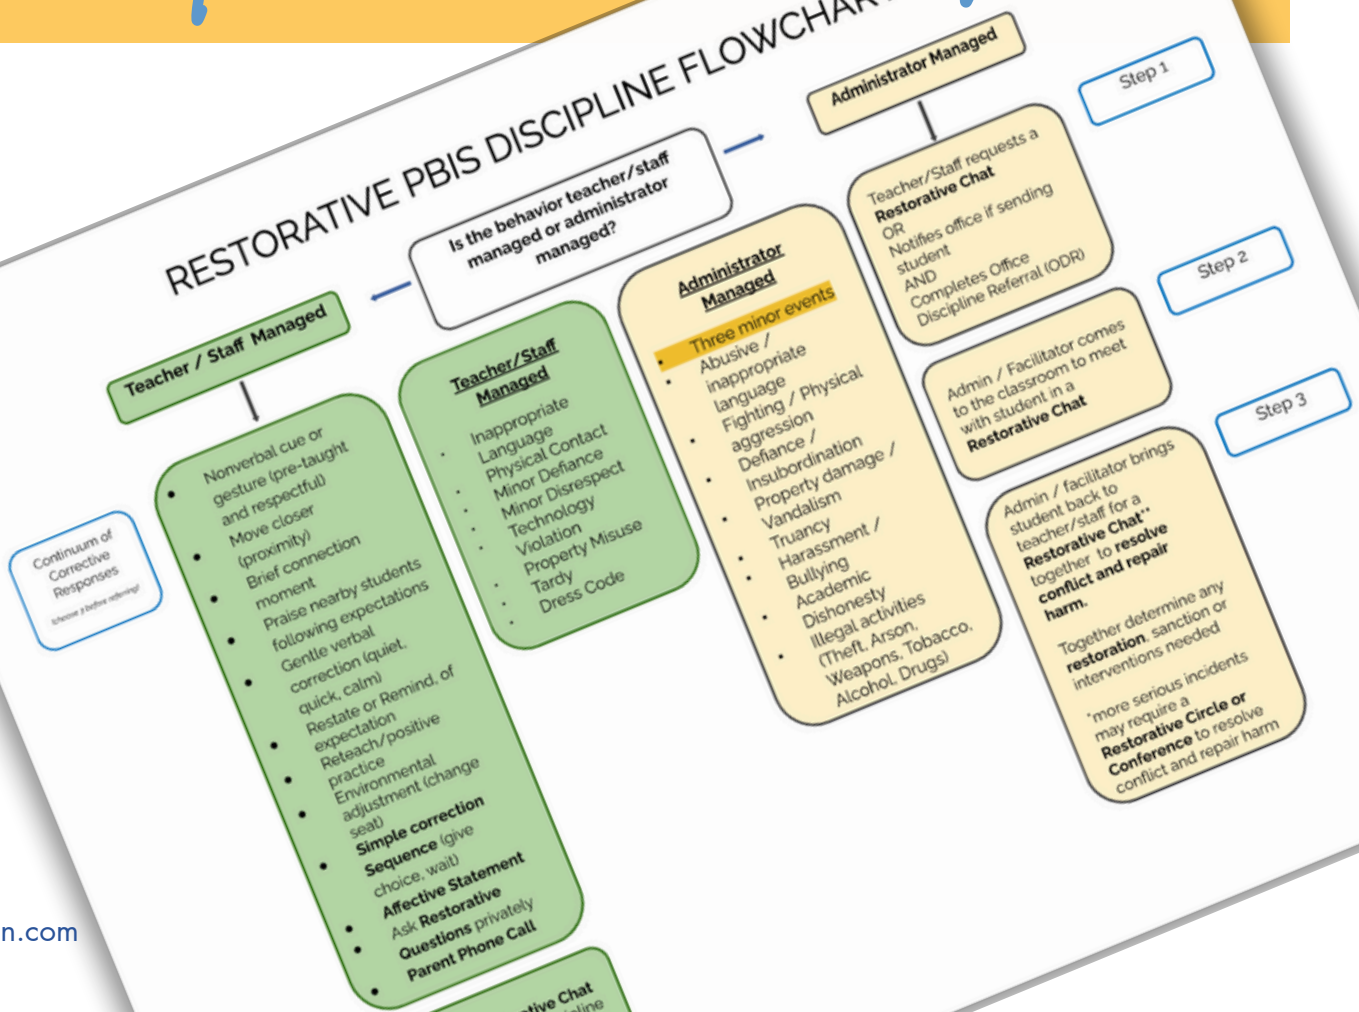 RESTORATIVE PBIS DISCIPLINE FLOWCHART
Is the behavior teacher/staff
managed or administrator
managed?
Teacher / Staff Managed
Continuum of
Corrective
Responses
(choose 3 before referring)
• Nonverbal cue or
gesture (pre-taught
and respectful)
• Move closer
(proximity)
• Brief connection
moment
• Praise nearby students
following expectations
• Gentle verbal
correction (quiet,
quick, calm)
• Restate or Remind, of
expectation
• Reteach/positive
practice
• Environmental
adjustment (change
seat)
• Simple correction
Sequence (give
choice, wait)
• Affective Statement
• Ask Restorative
Questions privately
• Parent Phone Call
Teacher/Staff
Managed
• Inappropriate
Language
• Physical Contact
• Minor Defiance
• Minor Disrespect
• Technology
Violation
• Property Misuse
• Tardy
• Dress Code
Administrator
Managed
• Three minor events
• Abusive /
inappropriate
language
• Fighting / Physical
aggression
• Defiance /
Insubordination
• Property damage /
Vandalism
• Truancy
• Harassment /
Bullying
• Academic
Dishonesty
• Illegal activities
(Theft, Arson,
Weapons, Tobacco,
Alcohol, Drugs)
Administrator Managed
Step 1
Teacher/Staff requests a
Restorative Chat
OR
Notifies office if sending
student
AND
Completes Office
Discipline Referral (ODR)
Step 2
Admin / Facilitator comes
to the classroom to meet
with student in a
Restorative Chat
Step 3
Admin / facilitator brings
student back to
teacher/staff for a
Restorative Chat**
together to resolve
conflict and repair
harm.
Together determine any
restoration, sanction or
interventions needed
*more serious incidents
may require a
Restorative Circle or
Conference to resolve
conflict and repair harm
n.com
ive Chat
line